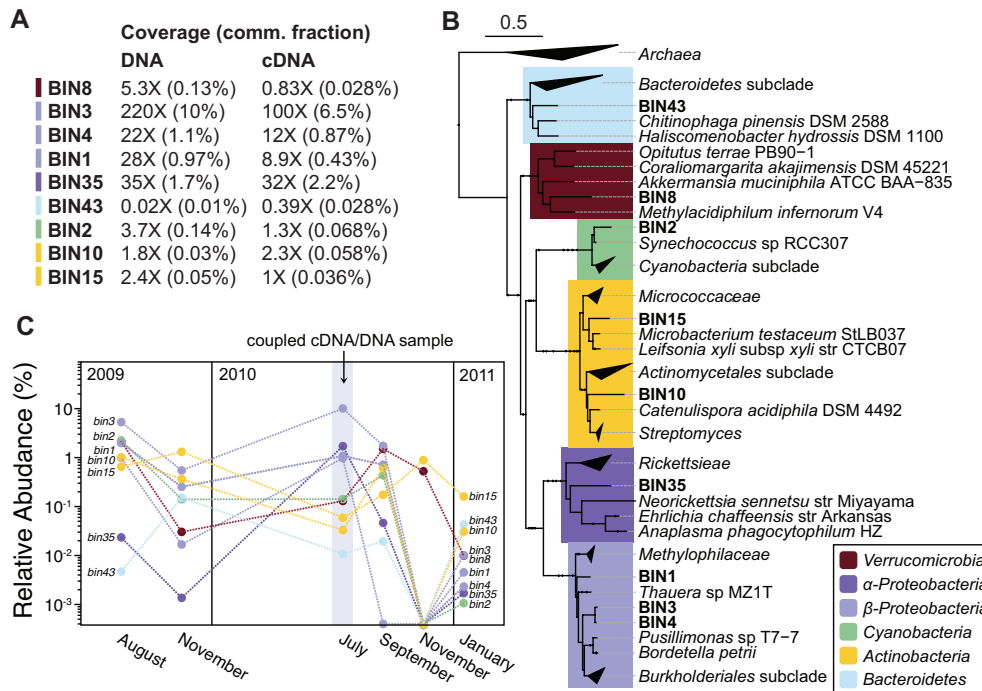 A
Coverage (comm. fraction)
DNA cDNA
BIN8 5.3X (0.13%) 0.83X (0.028%)
BIN3 220X (10%) 100X (6.5%)
BIN4 22X (1.1%) 12X (0.87%)
BIN1 28X (0.97%) 8.9X (0.43%)
BIN35 35X (1.7%) 32X (2.2%)
BIN43 0.02X (0.01%) 0.39X (0.028%)
BIN2 3.7X (0.14%) 1.3X (0.068%)
BIN10 1.8X (0.03%) 2.3X (0.058%)
BIN15 2.4X (0.05%) 1X (0.036%)
B
0.5
Archaea
Bacteroidetes subclade
BIN43
Chitinophaga pinensis DSM 2588
Haliscomenobacter hydrossis DSM 1100
Opitutus terrae PB90−1
Coraliomargarita akajimensis DSM 45221
Akkermansia muciniphila ATCC BAA−835
BIN8
Methylacidiphilum infernorum V4
BIN2
Synechococcus sp RCC307
Cyanobacteria subclade
Micrococcaceae
BIN15
Microbacterium testaceum StLB037
Leifsonia xyli subsp xyli str CTCB07
Actinomycetales subclade
BIN10
Catenulispora acidiphila DSM 4492
Streptomyces
Rickettsieae
BIN35
Neorickettsia sennetsu str Miyayama
Ehrlichia chaffeensis str Arkansas
Anaplasma phagocytophilum HZ
Methylophilaceae
BIN1
Thauera sp MZ1T
BIN3
BIN4
Pusillimonas sp T7−7
Bordetella petrii
Burkholderiales subclade
Verrucomicrobia
α-Proteobacteria
β-Proteobacteria
Cyanobacteria
Actinobacteria
Bacteroidetes
C
coupled cDNA/DNA sample
2009 2010 2011
Relative Abudance (%)
10
1
10⁻¹
10⁻²
10⁻³
bin3
bin2
bin1
bin10
bin15
bin35
bin43
bin15
bin43
bin10
bin3
bin8
bin1
bin4
bin35
bin2
August
November
July
September
November
January